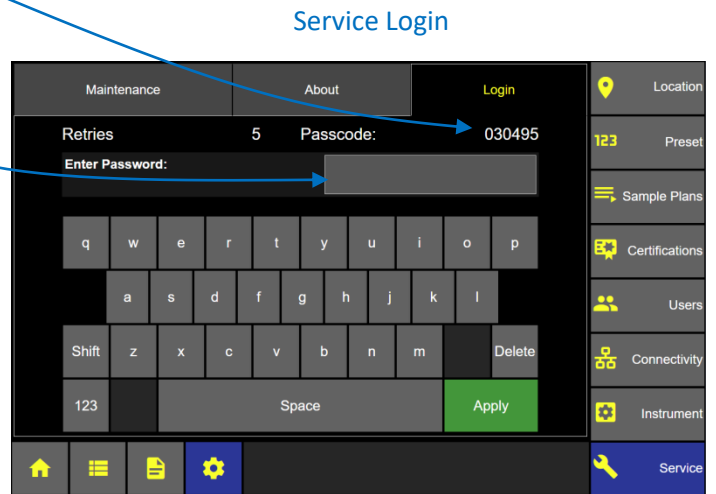 Service Login
Maintenance About Login
Location
Retries 5 Passcode: 030495
123 Preset
Enter Password:
Sample Plans
q w e r t y u i o p
Certifications
a s d f g h j k l
Users
Shift z x c v b n m Delete
Connectivity
123 Space Apply
Instrument
Service